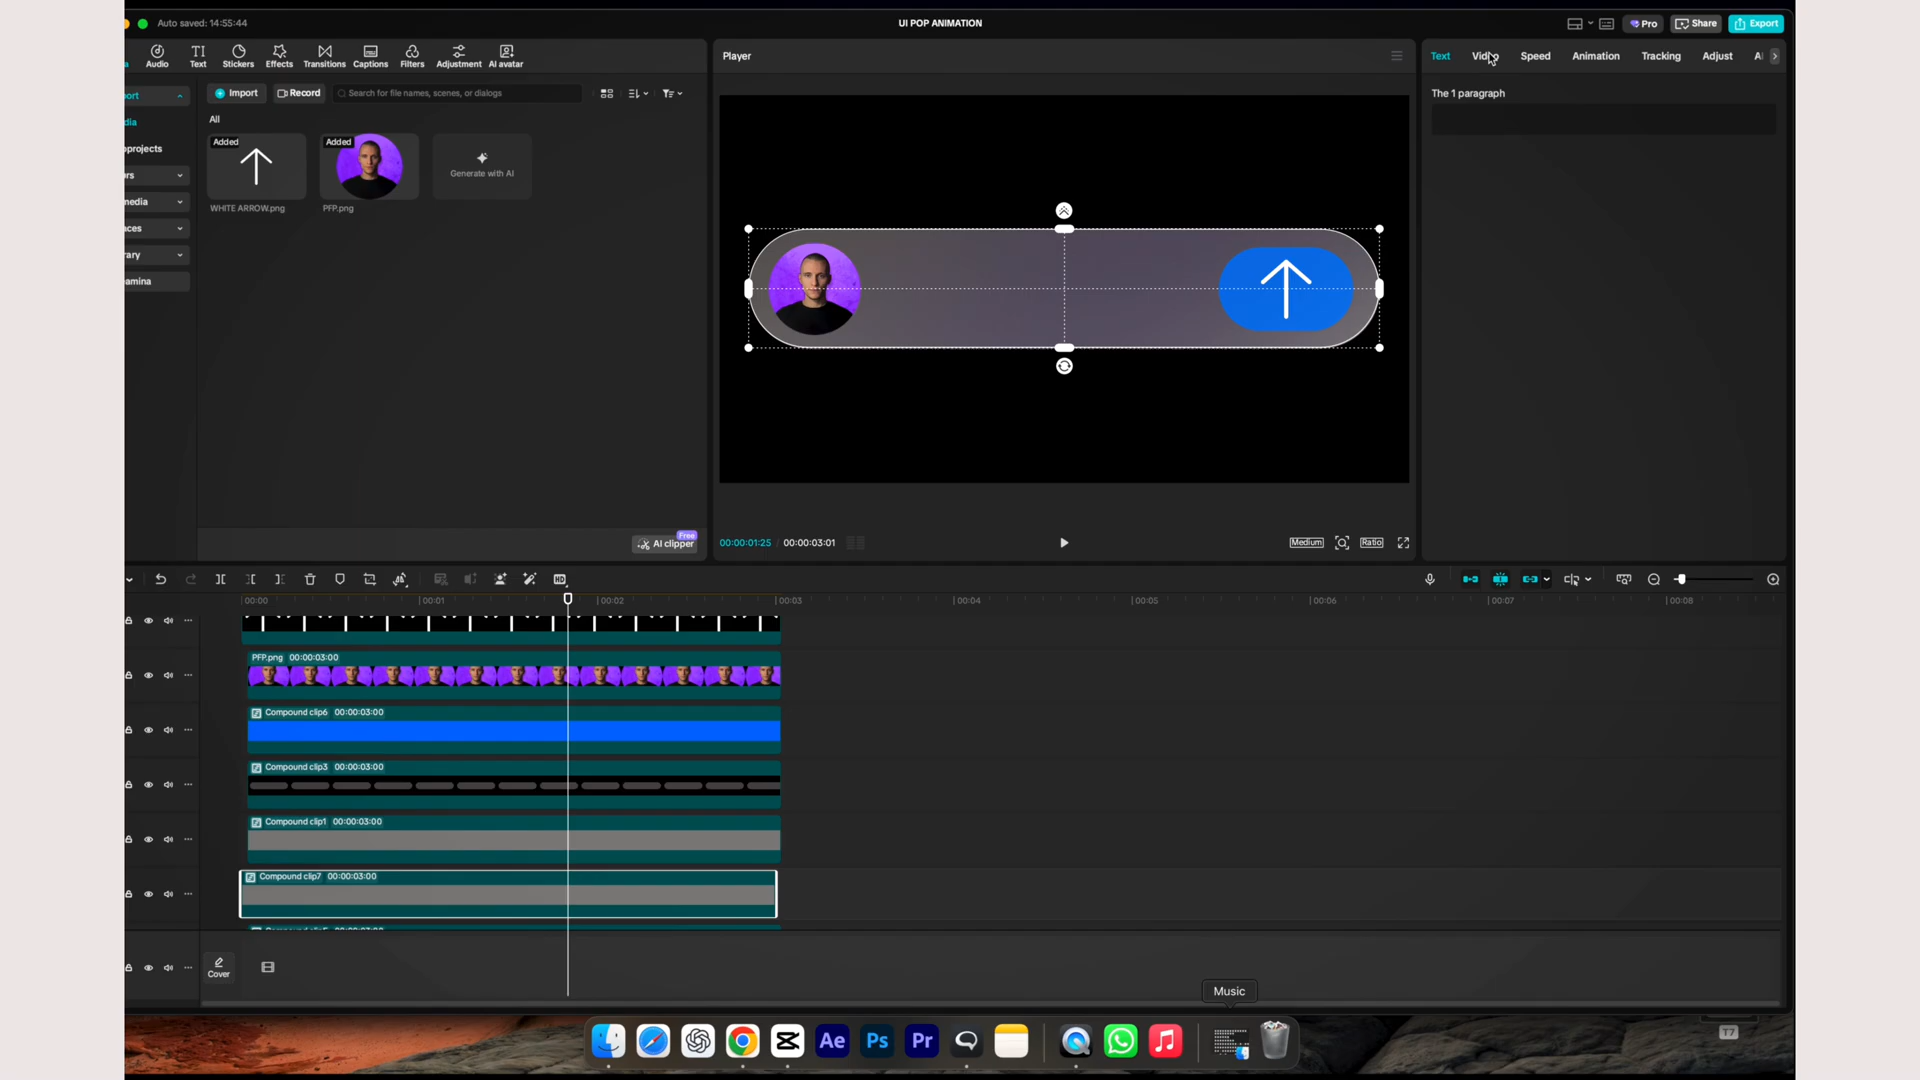 Auto saved: 14:55:44
UI POP ANIMATION
Pro
Share
Export
Audio
Text
Stickers
Effects
Transitions
Captions
Filters
Adjustment
AI avatar
Player
Text
Video
Speed
Animation
Tracking
Adjust
Import
Record
Search for file names, scenes, or dialogs
The 1 paragraph
All
Added
WHITE ARROW.png
Added
PFP.png
Generate with AI
AI clipper
Free
00:00:01:25 / 00:00:03:01
Medium
Ratio
00:00
00:01
00:02
00:03
00:04
00:05
00:06
00:07
00:08
PFP.png 00:00:03:00
Compound clip6 00:00:03:00
Compound clip3 00:00:03:00
Compound clip1 00:00:03:00
Compound clip7 00:00:03:00
Cover
Music
Ae
Ps
Pr
T7